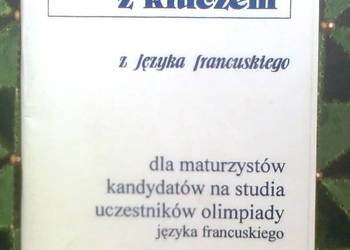 z kluczem
z języka francuskiego
dla maturzystów
kandydatów na studia
uczestników olimpiady
języka francuskiego